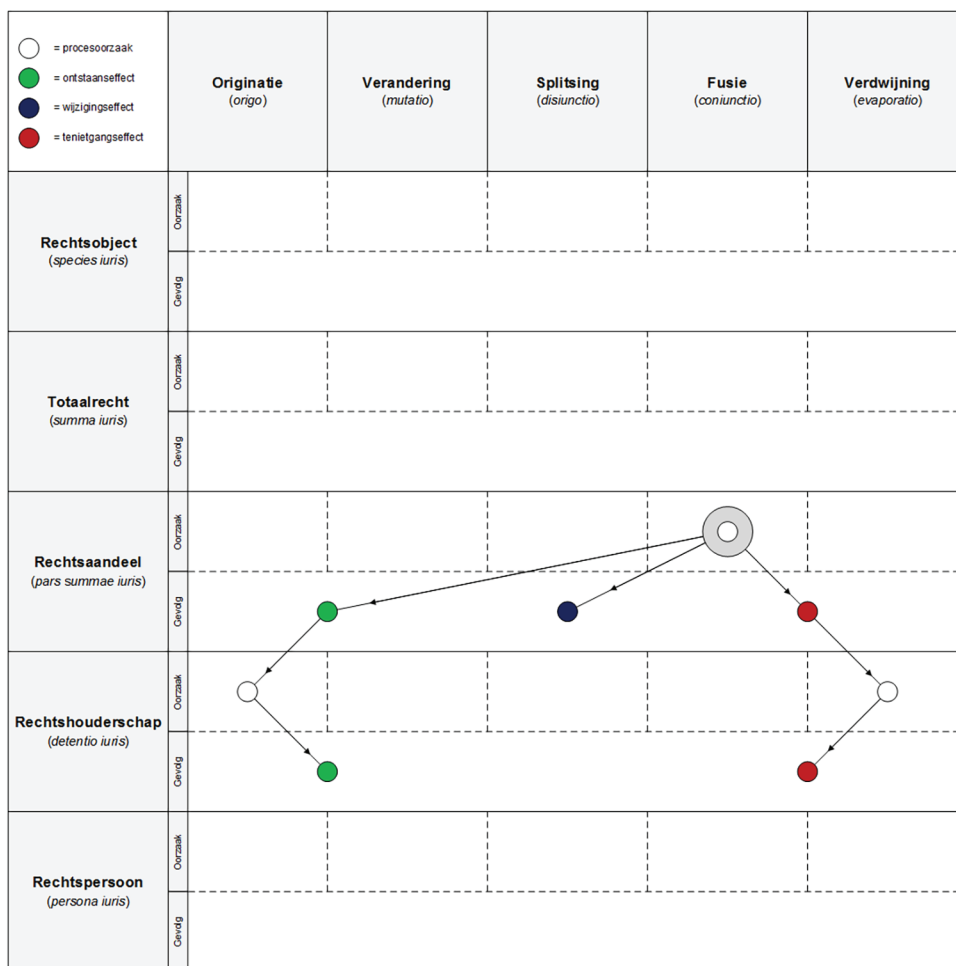 = procesoorzaak
= ontstaanseffect
= wijzigingseffect
= tenietgangseffect
Originatie
(origo)
Verandering
(mutatio)
Splitsing
(disiunctio)
Fusie
(coniunctio)
Verdwijning
(evaporatio)
Rechtsobject
(species iuris)
Oorzaak
Gevolg
Totaalrecht
(summa iuris)
Oorzaak
Gevolg
Rechtsaandeel
(pars summae iuris)
Oorzaak
Gevolg
Rechtshouderschap
(detentio iuris)
Oorzaak
Gevolg
Rechtspersoon
(persona iuris)
Oorzaak
Gevolg